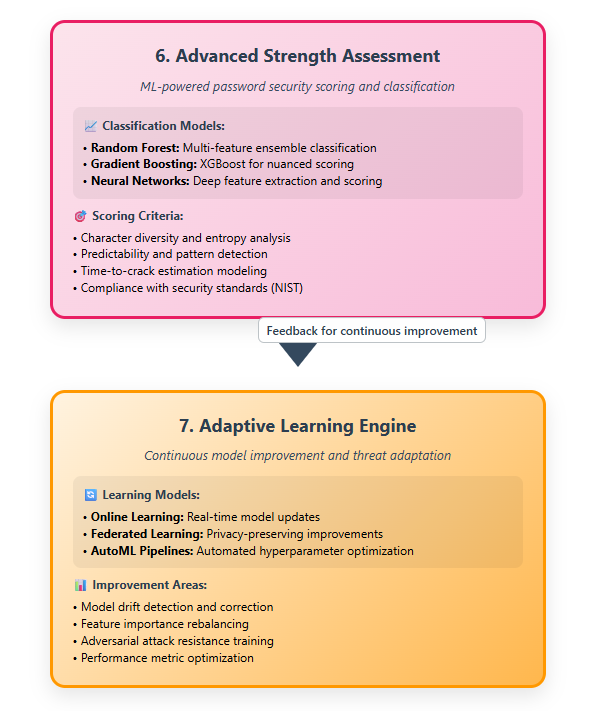 6. Advanced Strength Assessment
ML-powered password security scoring and classification
📈 Classification Models:
• Random Forest: Multi-feature ensemble classification
• Gradient Boosting: XGBoost for nuanced scoring
• Neural Networks: Deep feature extraction and scoring
🎯 Scoring Criteria:
• Character diversity and entropy analysis
• Predictability and pattern detection
• Time-to-crack estimation modeling
• Compliance with security standards (NIST)
Feedback for continuous improvement
7. Adaptive Learning Engine
Continuous model improvement and threat adaptation
🔄 Learning Models:
• Online Learning: Real-time model updates
• Federated Learning: Privacy-preserving improvements
• AutoML Pipelines: Automated hyperparameter optimization
📊 Improvement Areas:
• Model drift detection and correction
• Feature importance rebalancing
• Adversarial attack resistance training
• Performance metric optimization